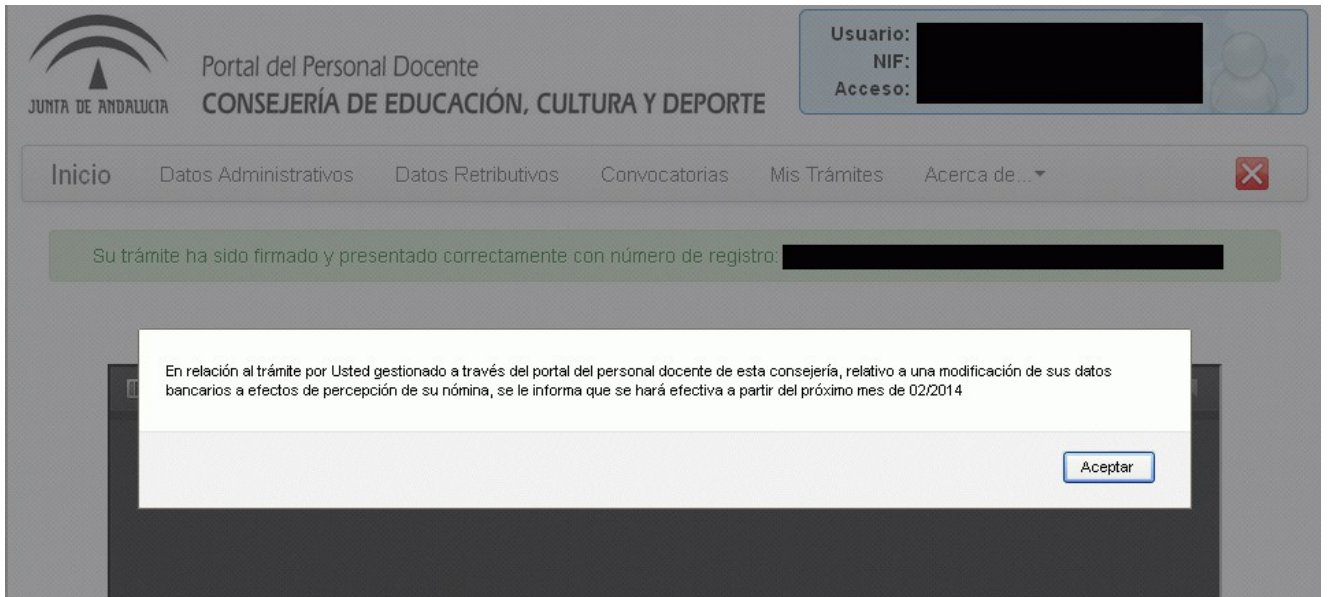 JUNTA DE ANDALUCIA
Portal del Personal Docente
CONSEJERÍA DE EDUCACIÓN, CULTURA Y DEPORTE
Usuario:
NIF:
Acceso:
Inicio Datos Administrativos Datos Retributivos Convocatorias Mis Trámites Acerca de...
Su trámite ha sido firmado y presentado correctamente con número de registro:
En relación al trámite por Usted gestionado a través del portal del personal docente de esta consejería, relativo a una modificación de sus datos
bancarios a efectos de percepción de su nómina, se le informa que se hará efectiva a partir del próximo mes de 02/2014
Aceptar